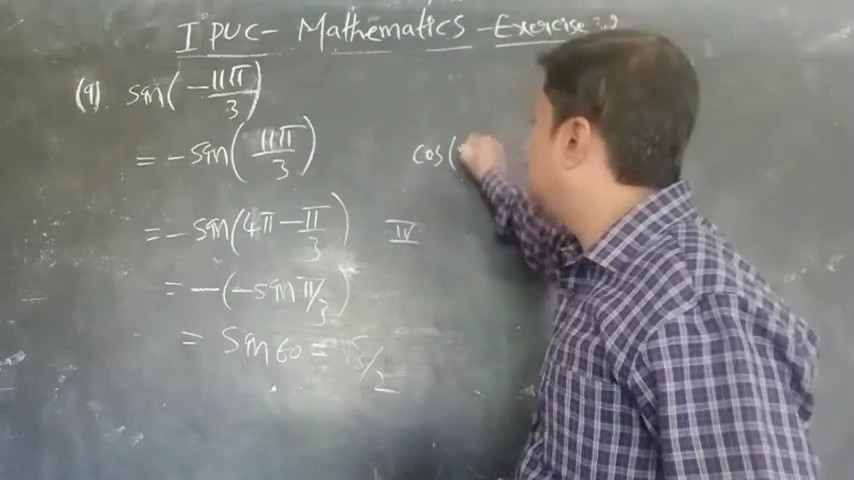 I PUC - Mathematics - Exercise
(9). sin(-11π/3)
= -sin(11π/3)
cos(
= -sin(4π - π/3) IV
= -(-sin π/3)
= sin 60 = √3/2